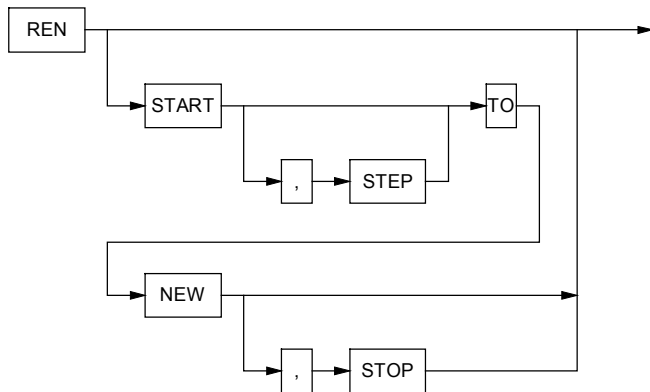 REN
START
TO
, STEP
NEW
, STOP